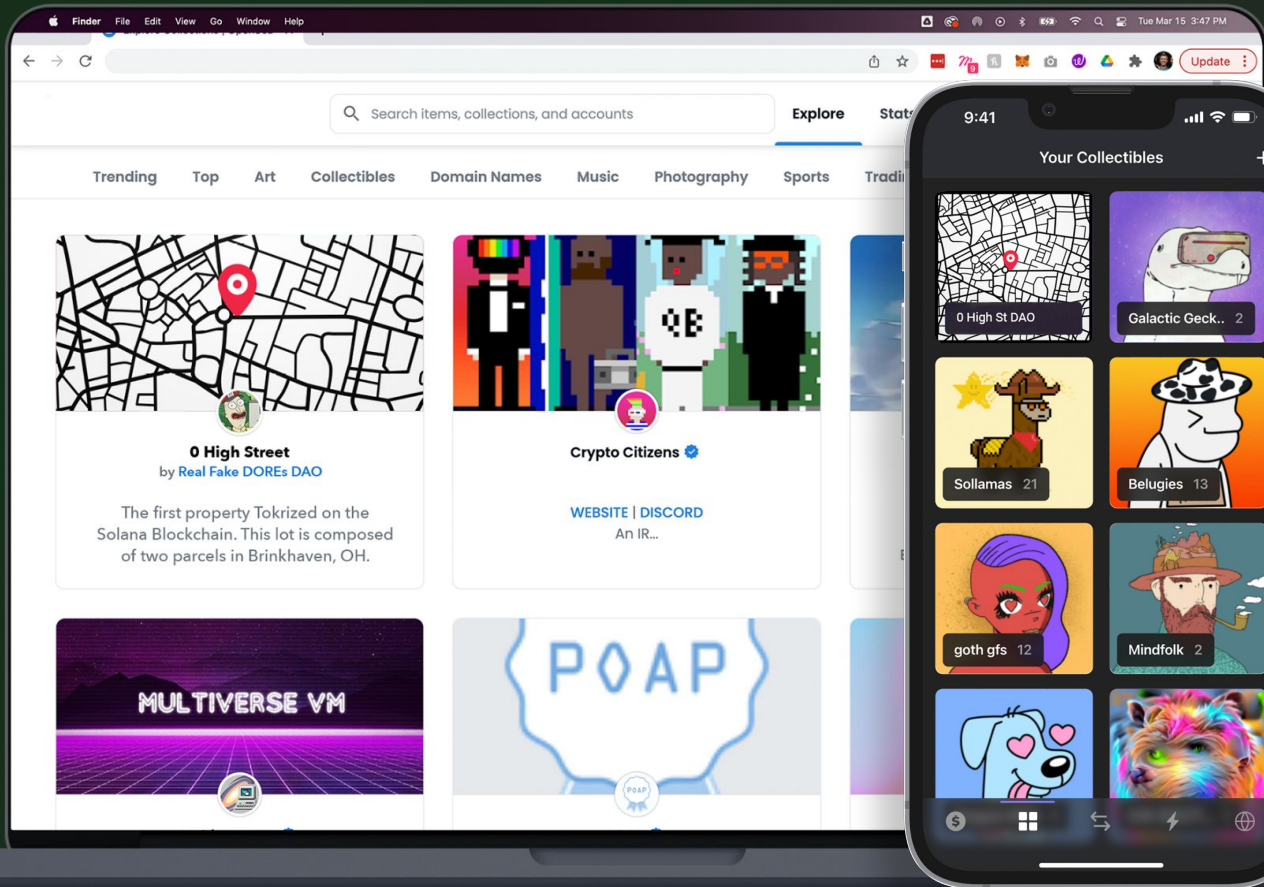 Finder File Edit View Go Window Help
Tue Mar 15 3:47 PM
9
Update
Search items, collections, and accounts
Explore
Trending Top Art Collectibles Domain Names Music Photography Sports
0 High Street
by Real Fake DOREs DAO
The first property Tokrized on the
Solana Blockchain. This lot is composed
of two parcels in Brinkhaven, OH.
QB
Crypto Citizens
WEBSITE | DISCORD
An IR...
MULTIVERSE VM
POAP
POAP
9:41
Your Collectibles
0 High St DAO
Galactic Geck.. 2
Sollamas 21
Belugies 13
goth gfs 12
Mindfolk 2